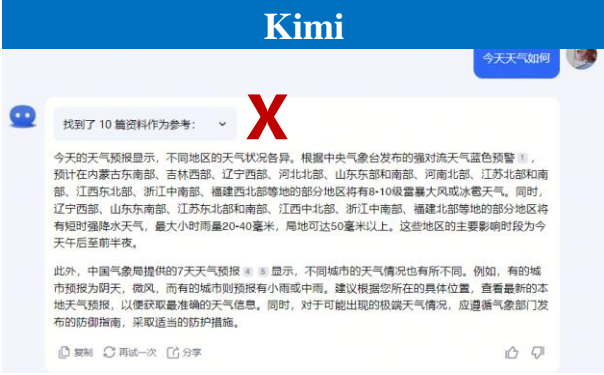 Kimi
今天天气如何
找到了 10 篇资料作为参考：
X
今天的天气预报显示，不同地区的天气状况各异。根据中央气象台发布的强对流天气蓝色预警 1 ，
预计在内蒙古东南部、吉林西部、辽宁西部、河北北部、山东东部和南部、河南北部、江苏北部和南
部、江西东北部、浙江中南部、福建西北部等地的部分地区将有8-10级雷暴大风或冰雹天气。同时，
辽宁西部、山东东南部、江苏东北部和南部、江西中北部、浙江中南部、福建北部等地的部分地区将
有短时强降水天气，最大小时雨量20-40毫米，局地可达50毫米以上。这些地区的主要影响时段为今
天午后至前半夜。
此外，中国气象局提供的7天天气预报 4 5 显示，不同城市的天气情况也有所不同。例如，有的城
市预报为阴天，微风，而有的城市则预报有小雨或中雨。建议根据您所在的具体位置，查看最新的本
地天气预报，以便获取最准确的天气信息。同时，对于可能出现的极端天气情况，应遵循气象部门发
布的防御指南，采取适当的防护措施。
复制 再试一次 分享